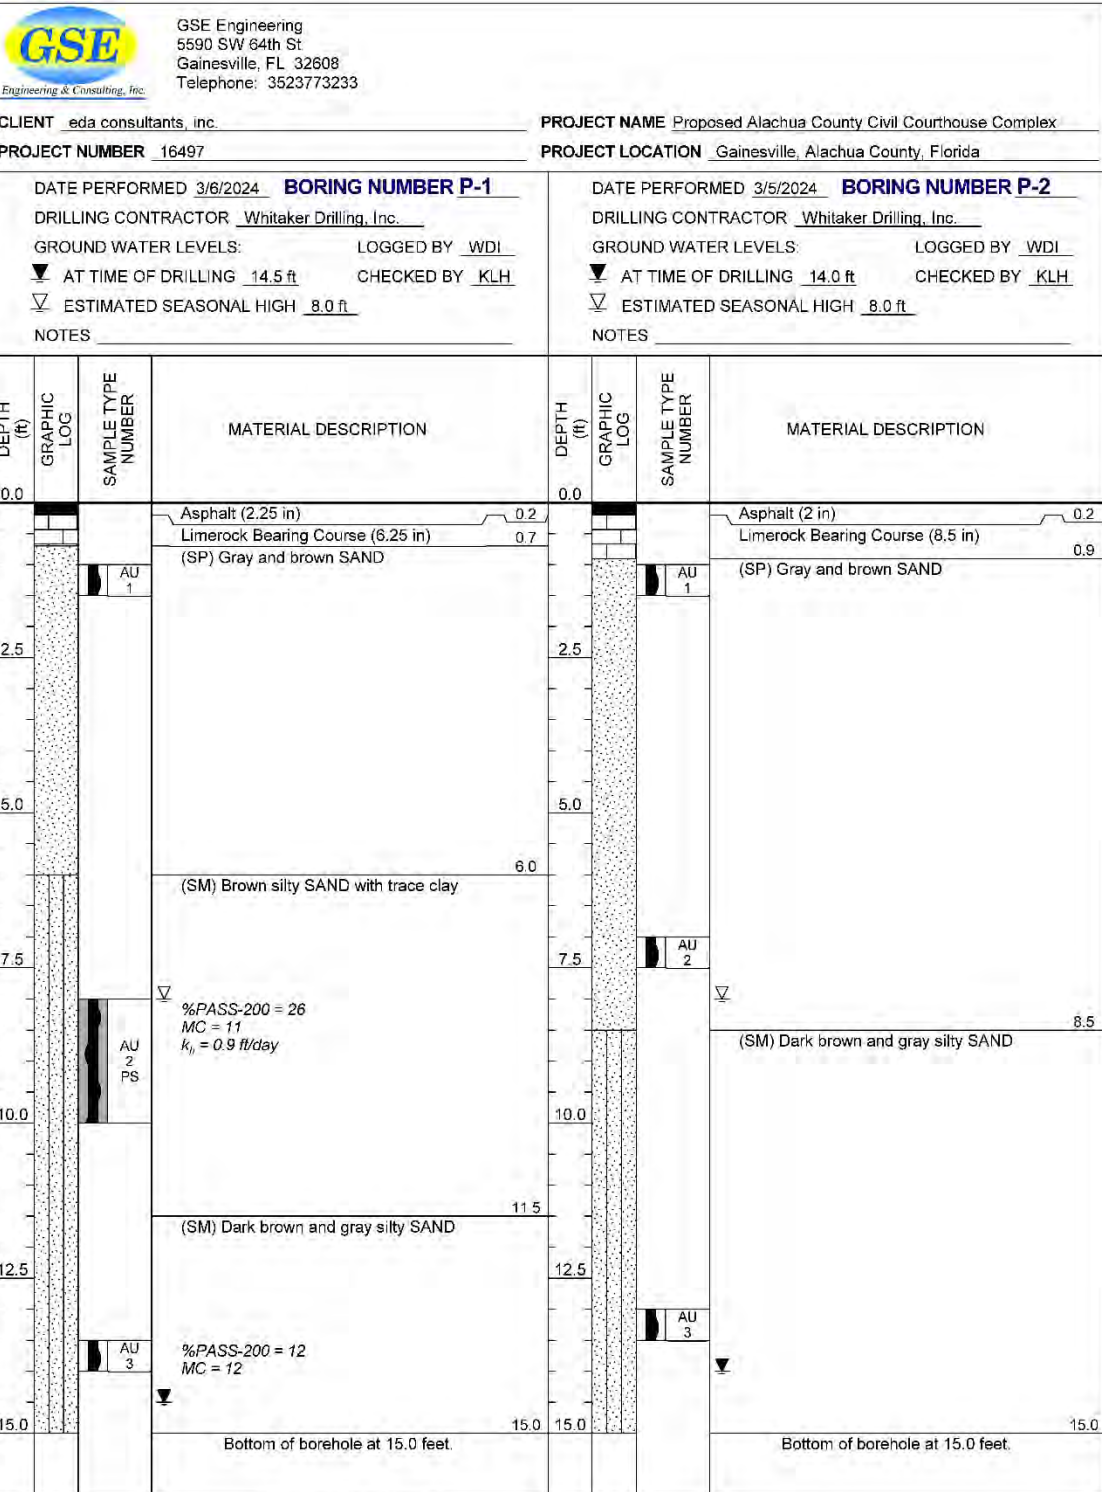 GSE
Engineering & Consulting, Inc.
GSE Engineering
5590 SW 64th St
Gainesville, FL 32608
Telephone: 3523773233
CLIENT eda consultants, inc.
PROJECT NAME Proposed Alachua County Civil Courthouse Complex
PROJECT NUMBER 16497
PROJECT LOCATION Gainesville, Alachua County, Florida
DATE PERFORMED 3/6/2024 BORING NUMBER P-1
DRILLING CONTRACTOR Whitaker Drilling, Inc.
GROUND WATER LEVELS: LOGGED BY WDI
AT TIME OF DRILLING 14.5 ft CHECKED BY KLH
ESTIMATED SEASONAL HIGH 8.0 ft
NOTES
DATE PERFORMED 3/5/2024 BORING NUMBER P-2
DRILLING CONTRACTOR Whitaker Drilling, Inc.
GROUND WATER LEVELS: LOGGED BY WDI
AT TIME OF DRILLING 14.0 ft CHECKED BY KLH
ESTIMATED SEASONAL HIGH 8.0 ft
NOTES
DEPTH
(ft)
GRAPHIC
LOG
SAMPLE TYPE
NUMBER
MATERIAL DESCRIPTION
0.0
Asphalt (2.25 in) 0.2
Limerock Bearing Course (6.25 in) 0.7
(SP) Gray and brown SAND
AU
1
2.5
5.0
6.0
(SM) Brown silty SAND with trace clay
7.5
%PASS-200 = 26
MC = 11
kh = 0.9 ft/day
AU
2
PS
10.0
11.5
(SM) Dark brown and gray silty SAND
12.5
AU
3
%PASS-200 = 12
MC = 12
15.0
15.0
Bottom of borehole at 15.0 feet.
DEPTH
(ft)
GRAPHIC
LOG
SAMPLE TYPE
NUMBER
MATERIAL DESCRIPTION
0.0
Asphalt (2 in) 0.2
Limerock Bearing Course (8.5 in)
0.9
(SP) Gray and brown SAND
AU
1
2.5
5.0
AU
2
7.5
8.5
(SM) Dark brown and gray silty SAND
10.0
12.5
AU
3
15.0
15.0
Bottom of borehole at 15.0 feet.